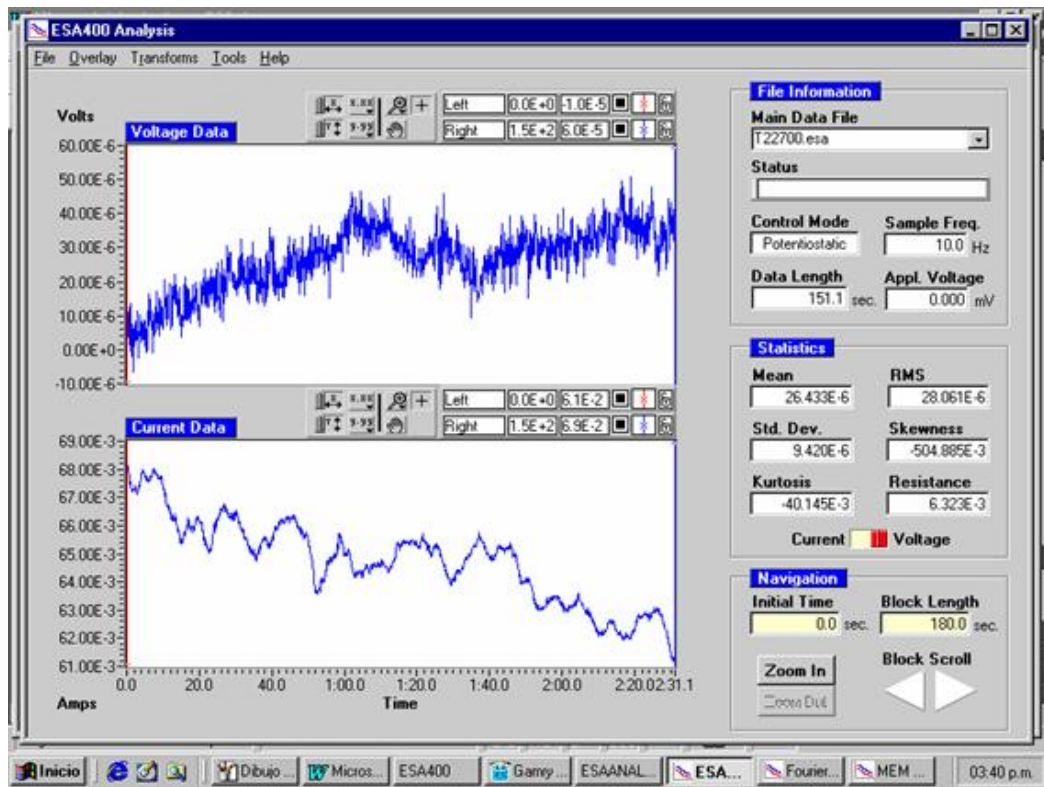 ESA400 Analysis
File Overlay Transforms Tools Help
Volts
Voltage Data
Left 0.0E+0 -1.0E-5
Right 1.5E+2 6.0E-5
60.00E-6
50.00E-6
40.00E-6
30.00E-6
20.00E-6
10.00E-6
0.00E+0
-10.00E-6
Current Data
Left 0.0E+0 6.1E-2
Right 1.5E+2 6.9E-2
69.00E-3
68.00E-3
67.00E-3
66.00E-3
65.00E-3
64.00E-3
63.00E-3
62.00E-3
61.00E-3
0.0 20.0 40.0 1:00.0 1:20.0 1:40.0 2:00.0 2:20.0 2:31.1
Amps Time
File Information
Main Data File
T22700.esa
Status
Control Mode Sample Freq.
Potentiostatic 10.0 Hz
Data Length Appl. Voltage
151.1 sec. 0.000 mV
Statistics
Mean RMS
26.433E-6 28.061E-6
Std. Dev. Skewness
9.420E-6 -504.885E-3
Kurtosis Resistance
-40.145E-3 6.323E-3
Current Voltage
Navigation
Initial Time Block Length
0.0 sec. 180.0 sec.
Zoom In Block Scroll
Zoom Out
Inicio Dibujo ... Micros... ESA400 Gamry ... ESAANAL... ESA... Fourier... MEM ... 03:40 p.m.